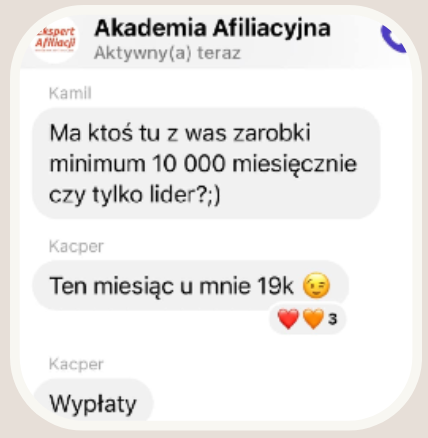 Ekspert
Afiliacji
Akademia Afiliacyjna
Aktywny(a) teraz
Kamil
Ma ktoś tu z was zarobki
minimum 10 000 miesięcznie
czy tylko lider?;)
Kacper
Ten miesiąc u mnie 19k 😉
❤️🧡 3
Kacper
Wypłaty